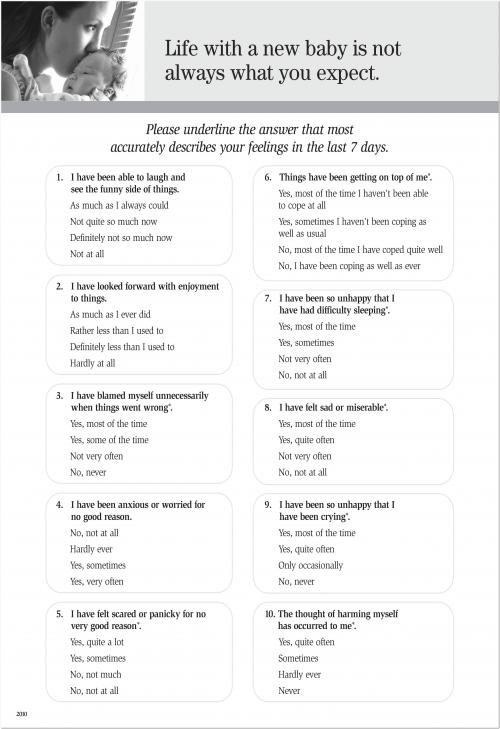 Life with a new baby is not
always what you expect.
Please underline the answer that most
accurately describes your feelings in the last 7 days.
1. I have been able to laugh and
see the funny side of things.
As much as I always could
Not quite so much now
Definitely not so much now
Not at all
2. I have looked forward with enjoyment
to things.
As much as I ever did
Rather less than I used to
Definitely less than I used to
Hardly at all
3. I have blamed myself unnecessarily
when things went wrong*.
Yes, most of the time
Yes, some of the time
Not very often
No, never
4. I have been anxious or worried for
no good reason.
No, not at all
Hardly ever
Yes, sometimes
Yes, very often
5. I have felt scared or panicky for no
very good reason*.
Yes, quite a lot
Yes, sometimes
No, not much
No, not at all
6. Things have been getting on top of me*.
Yes, most of the time I haven't been able
to cope at all
Yes, sometimes I haven't been coping as
well as usual
No, most of the time I have coped quite well
No, I have been coping as well as ever
7. I have been so unhappy that I
have had difficulty sleeping*.
Yes, most of the time
Yes, sometimes
Not very often
No, not at all
8. I have felt sad or miserable*.
Yes, most of the time
Yes, quite often
Not very often
No, not at all
9. I have been so unhappy that I
have been crying*.
Yes, most of the time
Yes, quite often
Only occasionally
No, never
10. The thought of harming myself
has occurred to me*.
Yes, quite often
Sometimes
Hardly ever
Never
2010